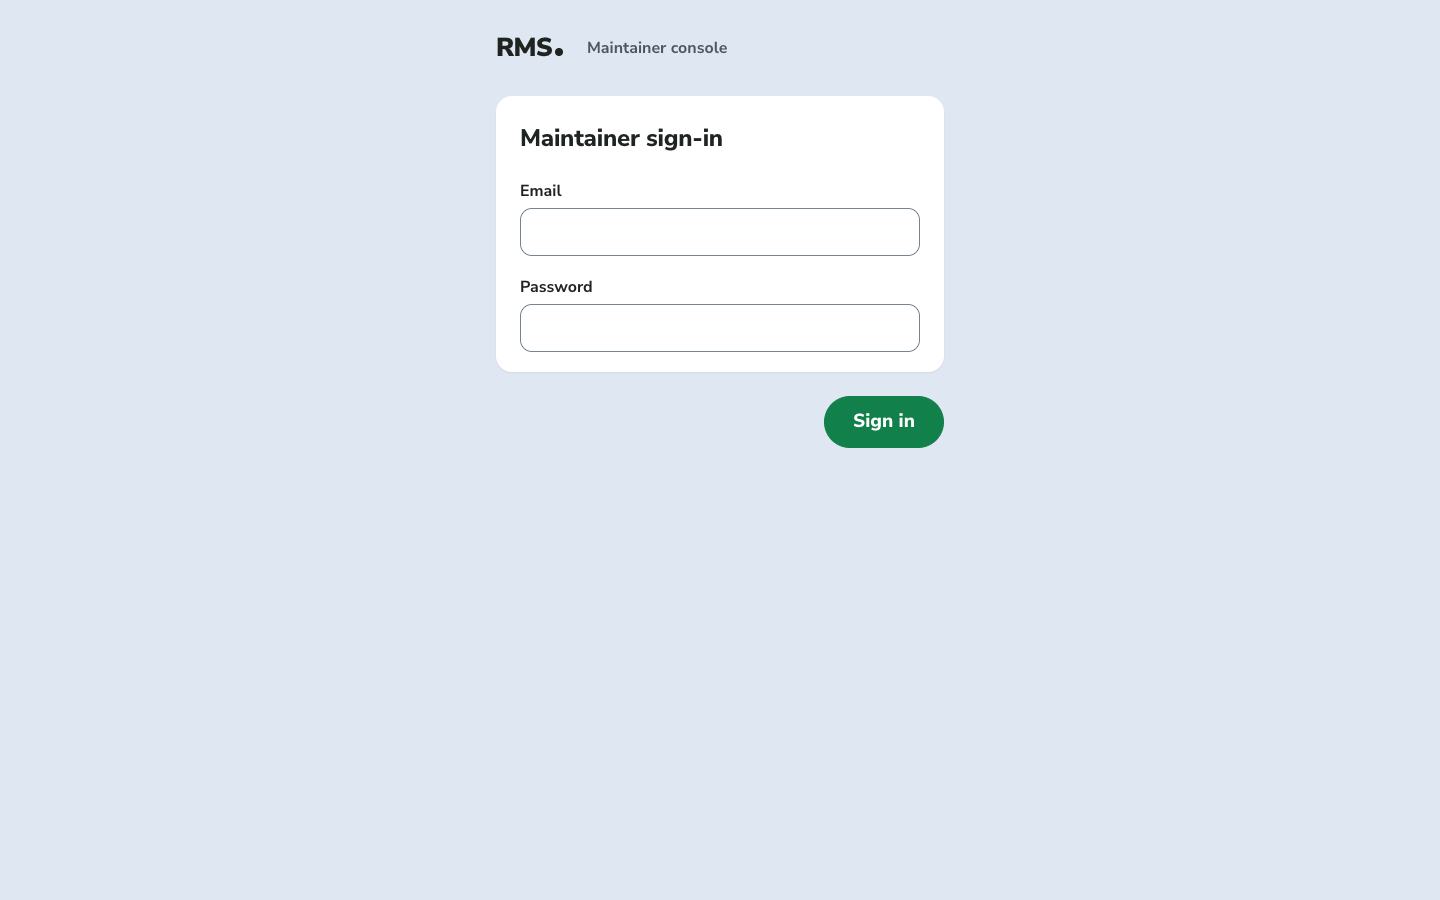 RMS.
Maintainer console
Maintainer sign-in
Email
Password
Sign in